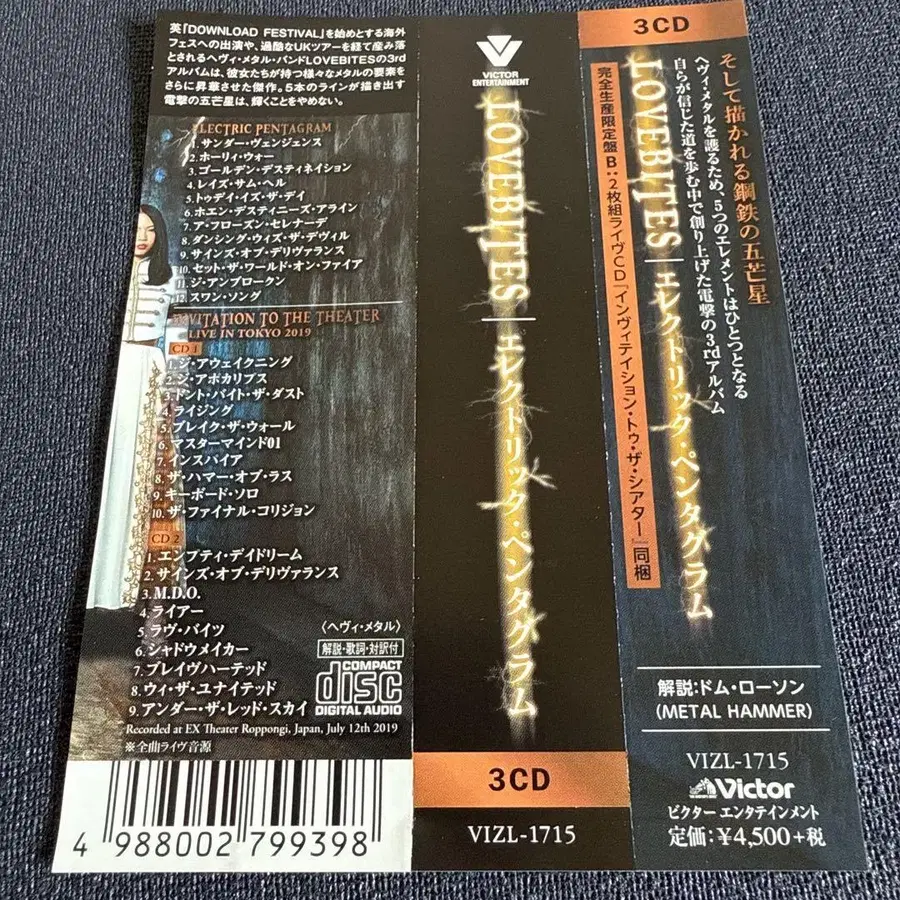 英「DOWNLOAD FESTIVAL」を始めとする海外
フェスへの出演や、過酷なUKツアーを経て産み落
とされるヘヴィ・メタル・バンドLOVEBITESの3rd
アルバムは、彼女たちが持つ様々なメタルの要素を
さらに昇華させた傑作。5本のラインが描き出す
電撃の五芒星は、輝くことをやめない。
ELECTRIC PENTAGRAM
1. サンダー・ヴェンジェンス
2. ホーリィ・ウォー
3. ゴールデン・デスティネイション
4. レイズ・サム・ヘル
5. トゥデイ・イズ・ザ・デイ
6. ホエン・デスティニーズ・アライン
7. ア・フローズン・セレナーデ
8. ダンシング・ウィズ・ザ・デヴィル
9. サインズ・オブ・デリヴァランス
10. セット・ザ・ワールド・オン・ファイア
11. ジ・アンブロークン
12. スワン・ソング
INVITATION TO THE THEATER
LIVE IN TOKYO 2019
CD 1
1. ジ・アウェイクニング
2. ジ・アポカリプス
3. ドント・バイト・ザ・ダスト
4. ライジング
5. ブレイク・ザ・ウォール
6. マスターマインド01
7. インスパイア
8. ザ・ハマー・オブ・ラス
9. キーボード・ソロ
10. ザ・ファイナル・コリジョン
CD 2
1. エンプティ・デイドリーム
2. サインズ・オブ・デリヴァランス
3. M.D.O.
4. ライアー
5. ラヴ・バイツ
6. シャドウメイカー
7. ブレイヴハーテッド
8. ウィ・ザ・ユナイテッド
9. アンダー・ザ・レッド・スカイ
〈ヘヴィ・メタル〉
解説・歌詞・対訳付
COMPACT
disc
DIGITAL AUDIO
Recorded at EX Theater Roppongi, Japan, July 12th 2019
※全曲ライヴ音源
4 988002 799398
VICTOR
ENTERTAINMENT
LOVEBITES｜エレクトリック・ペンタグラム
3CD
VIZL-1715
3CD
そして描かれる鋼鉄の五芒星
ヘヴィ・メタルを護るため、5つのエレメントはひとつとなる
自らが信じた道を歩む中で創り上げた電撃の3rdアルバム
LOVEBITES｜エレクトリック・ペンタグラム
完全生産限定盤 B：2枚組ライヴCD『インヴィテイション・トゥ・ザ・シアター』同梱
解説：ドム・ローソン
(METAL HAMMER)
VIZL-1715
Victor
ビクターエンタテインメント
定価：¥4,500＋税